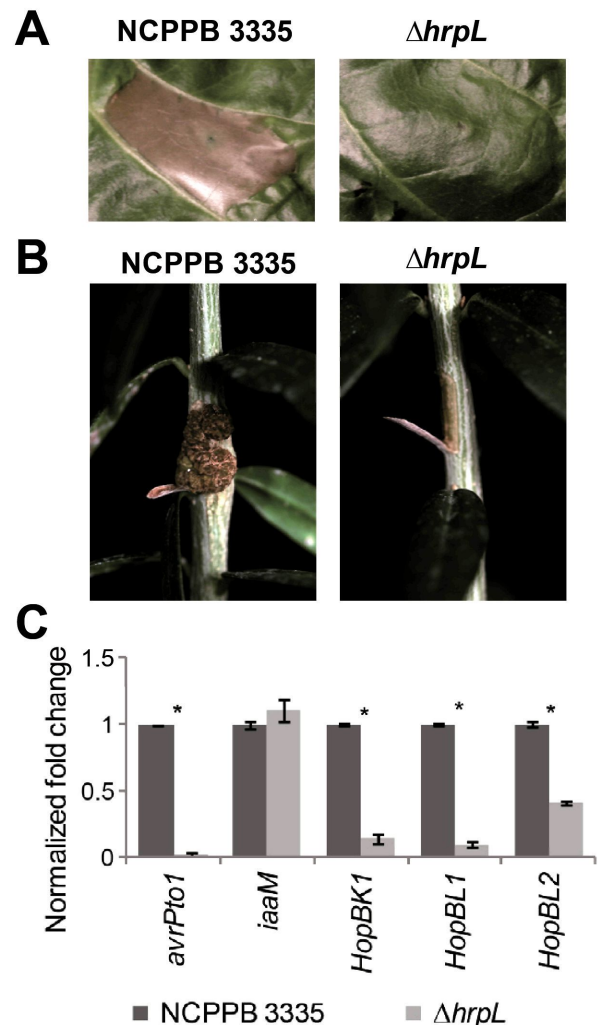 A
NCPPB 3335 ΔhrpL
B
NCPPB 3335 ΔhrpL
C
Normalized fold change
1.5
1
0.5
0
* * * *
avrPto1 iaaM HopBK1 HopBL1 HopBL2
NCPPB 3335 ΔhrpL